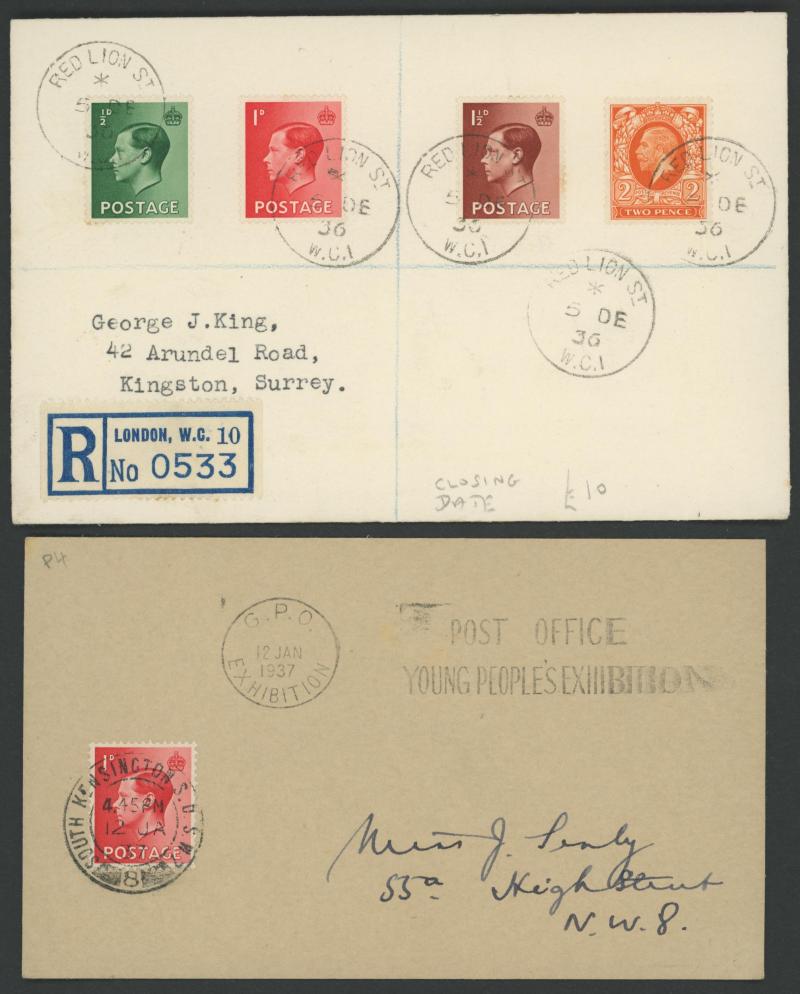 RED LION ST.
*
5 DE
36
W.C.1
½D
POSTAGE
1D
POSTAGE
RED LION ST.
5 DE
36
W.C.1
1½D
POSTAGE
RED LION
*
5 DE
36
W.C.1
2 2
TWO PENCE
RED LION ST.
DE
36
W.C.1
RED LION ST.
*
5 DE
36
W.C.1
George J.King,
42 Arundel Road,
Kingston, Surrey.
R
LONDON, W.C. 10
No 0533
CLOSING
DATE
£10
P4
G.P.O.
12 JAN
1937
EXHIBITION
POST OFFICE
YOUNG PEOPLE'S EXHIBITION
1D
POSTAGE
SOUTH KENSINGTON S.O. S.W.
4.45PM
12 JA
37
8
Miss J. Sealy
55a High Street
N.W.8.